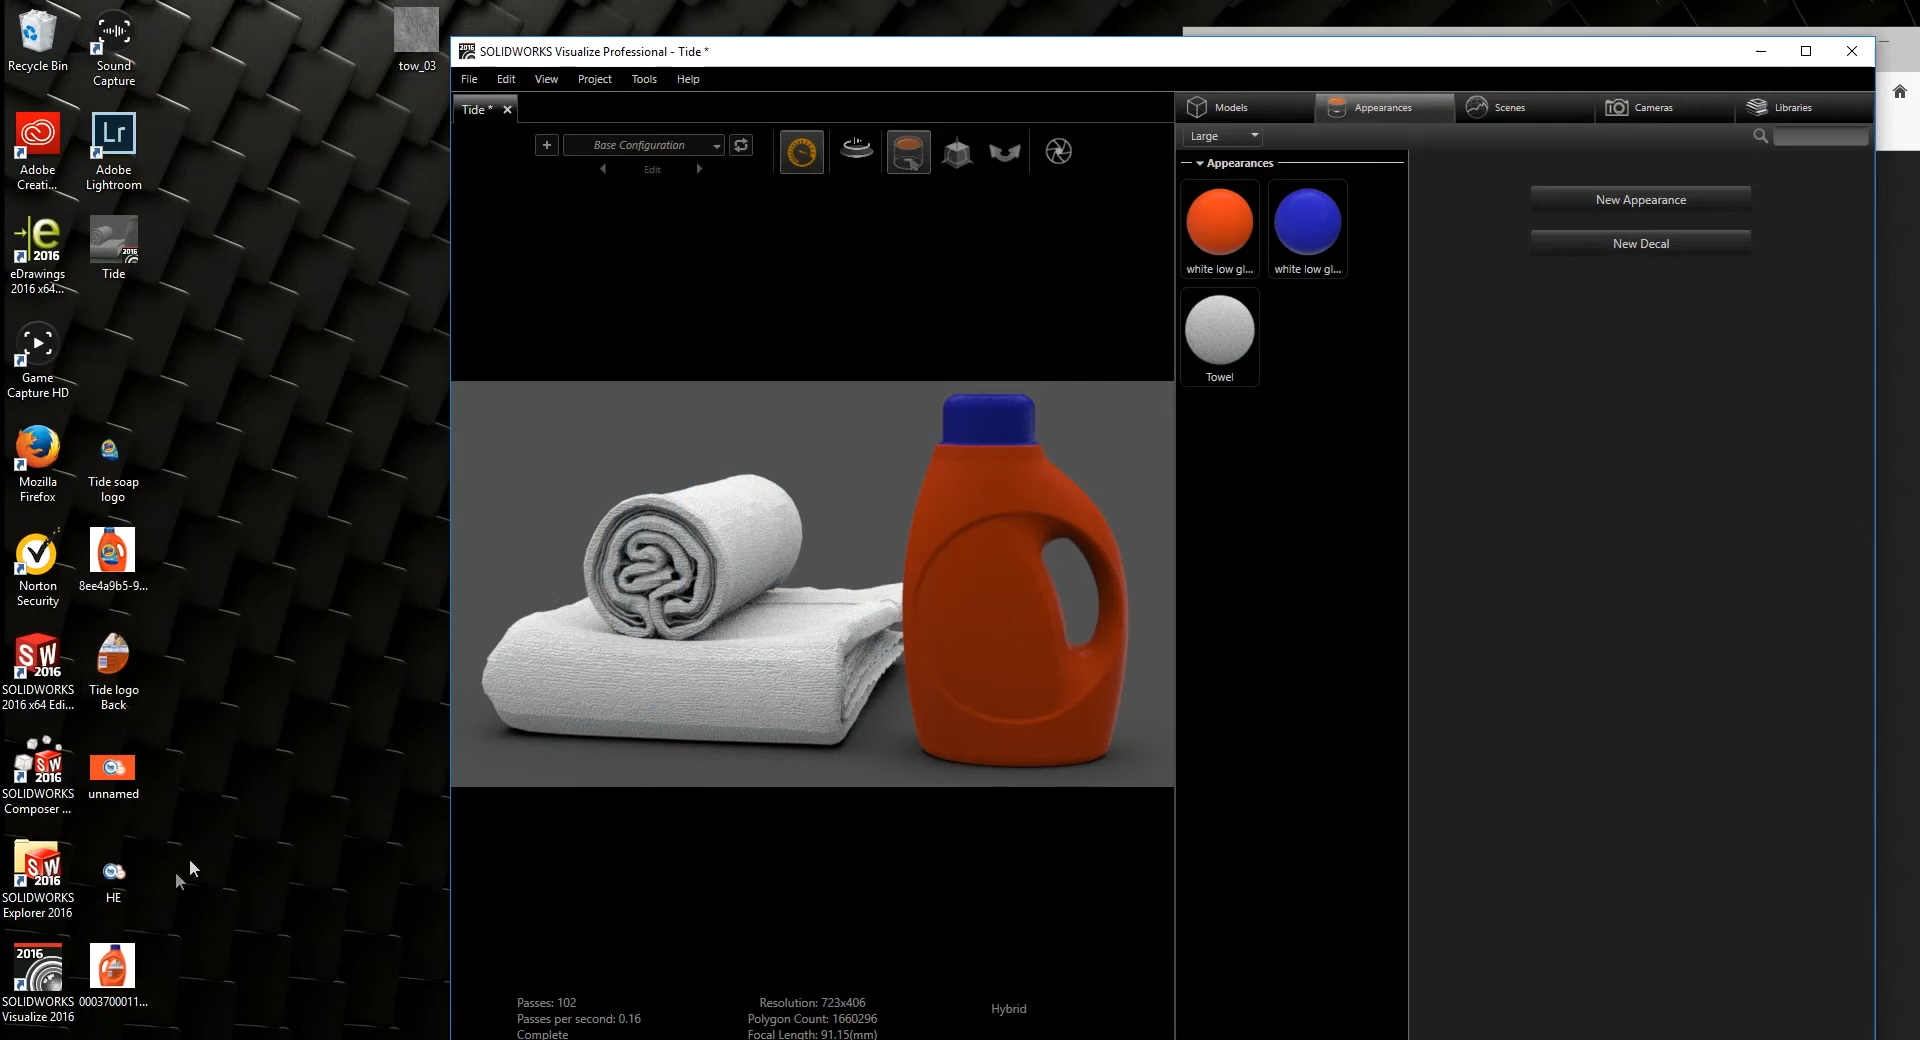 Recycle Bin
Sound
Capture
tow_03
Adobe
Creati...
Lr
Adobe
Lightroom
e
2016
eDrawings
2016 x64...
2016
Tide
Game
Capture HD
Mozilla
Firefox
Tide soap
logo
Norton
Security
8ee4a9b5-9...
SW
2016
SOLIDWORKS
2016 x64 Edi...
Tide logo
Back
SW
2016
SOLIDWORKS
Composer ...
unnamed
SW
2016
SOLIDWORKS
Explorer 2016
HE
2016
SOLIDWORKS
Visualize 2016
0003700011...
2016
SOLIDWORKS Visualize Professional - Tide *
File Edit View Project Tools Help
Tide *
+ Base Configuration
Edit
Models
Appearances
Scenes
Cameras
Libraries
Large
Appearances
white low gl...
white low gl...
Towel
New Appearance
New Decal
Passes: 102
Passes per second: 0.16
Complete
Resolution: 723x406
Polygon Count: 1660296
Focal Length: 91.15(mm)
Hybrid